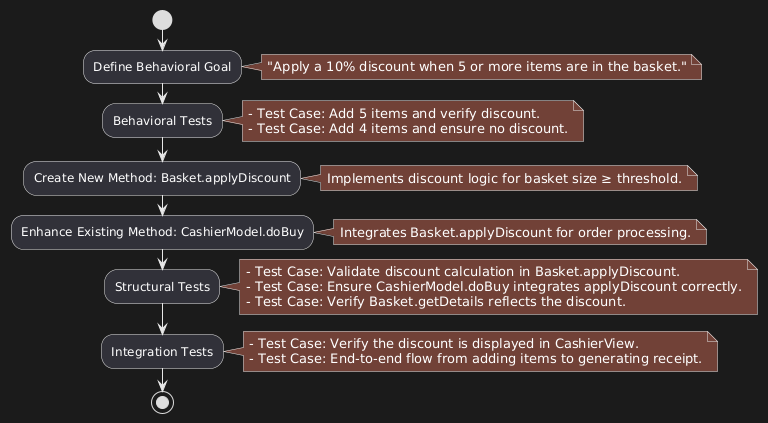 Define Behavioral Goal
"Apply a 10% discount when 5 or more items are in the basket."
Behavioral Tests
- Test Case: Add 5 items and verify discount.
- Test Case: Add 4 items and ensure no discount.
Create New Method: Basket.applyDiscount
Implements discount logic for basket size ≥ threshold.
Enhance Existing Method: CashierModel.doBuy
Integrates Basket.applyDiscount for order processing.
Structural Tests
- Test Case: Validate discount calculation in Basket.applyDiscount.
- Test Case: Ensure CashierModel.doBuy integrates applyDiscount correctly.
- Test Case: Verify Basket.getDetails reflects the discount.
Integration Tests
- Test Case: Verify the discount is displayed in CashierView.
- Test Case: End-to-end flow from adding items to generating receipt.